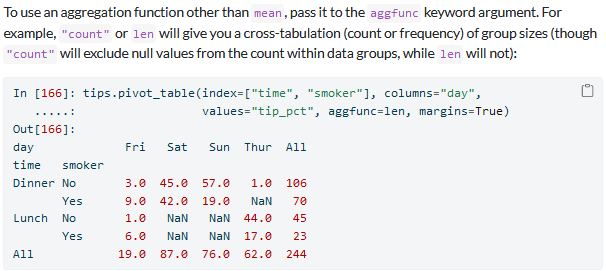 To use an aggregation function other than mean, pass it to the aggfunc keyword argument. For
example, "count" or len will give you a cross-tabulation (count or frequency) of group sizes (though
"count" will exclude null values from the count within data groups, while len will not):
In [166]: tips.pivot_table(index=["time", "smoker"], columns="day",
   .....:                  values="tip_pct", aggfunc=len, margins=True)
Out[166]:
day             Fri   Sat   Sun  Thur  All
time   smoker
Dinner No       3.0  45.0  57.0   1.0  106
       Yes      9.0  42.0  19.0   NaN   70
Lunch  No       1.0   NaN   NaN  44.0   45
       Yes      6.0   NaN   NaN  17.0   23
All            19.0  87.0  76.0  62.0  244